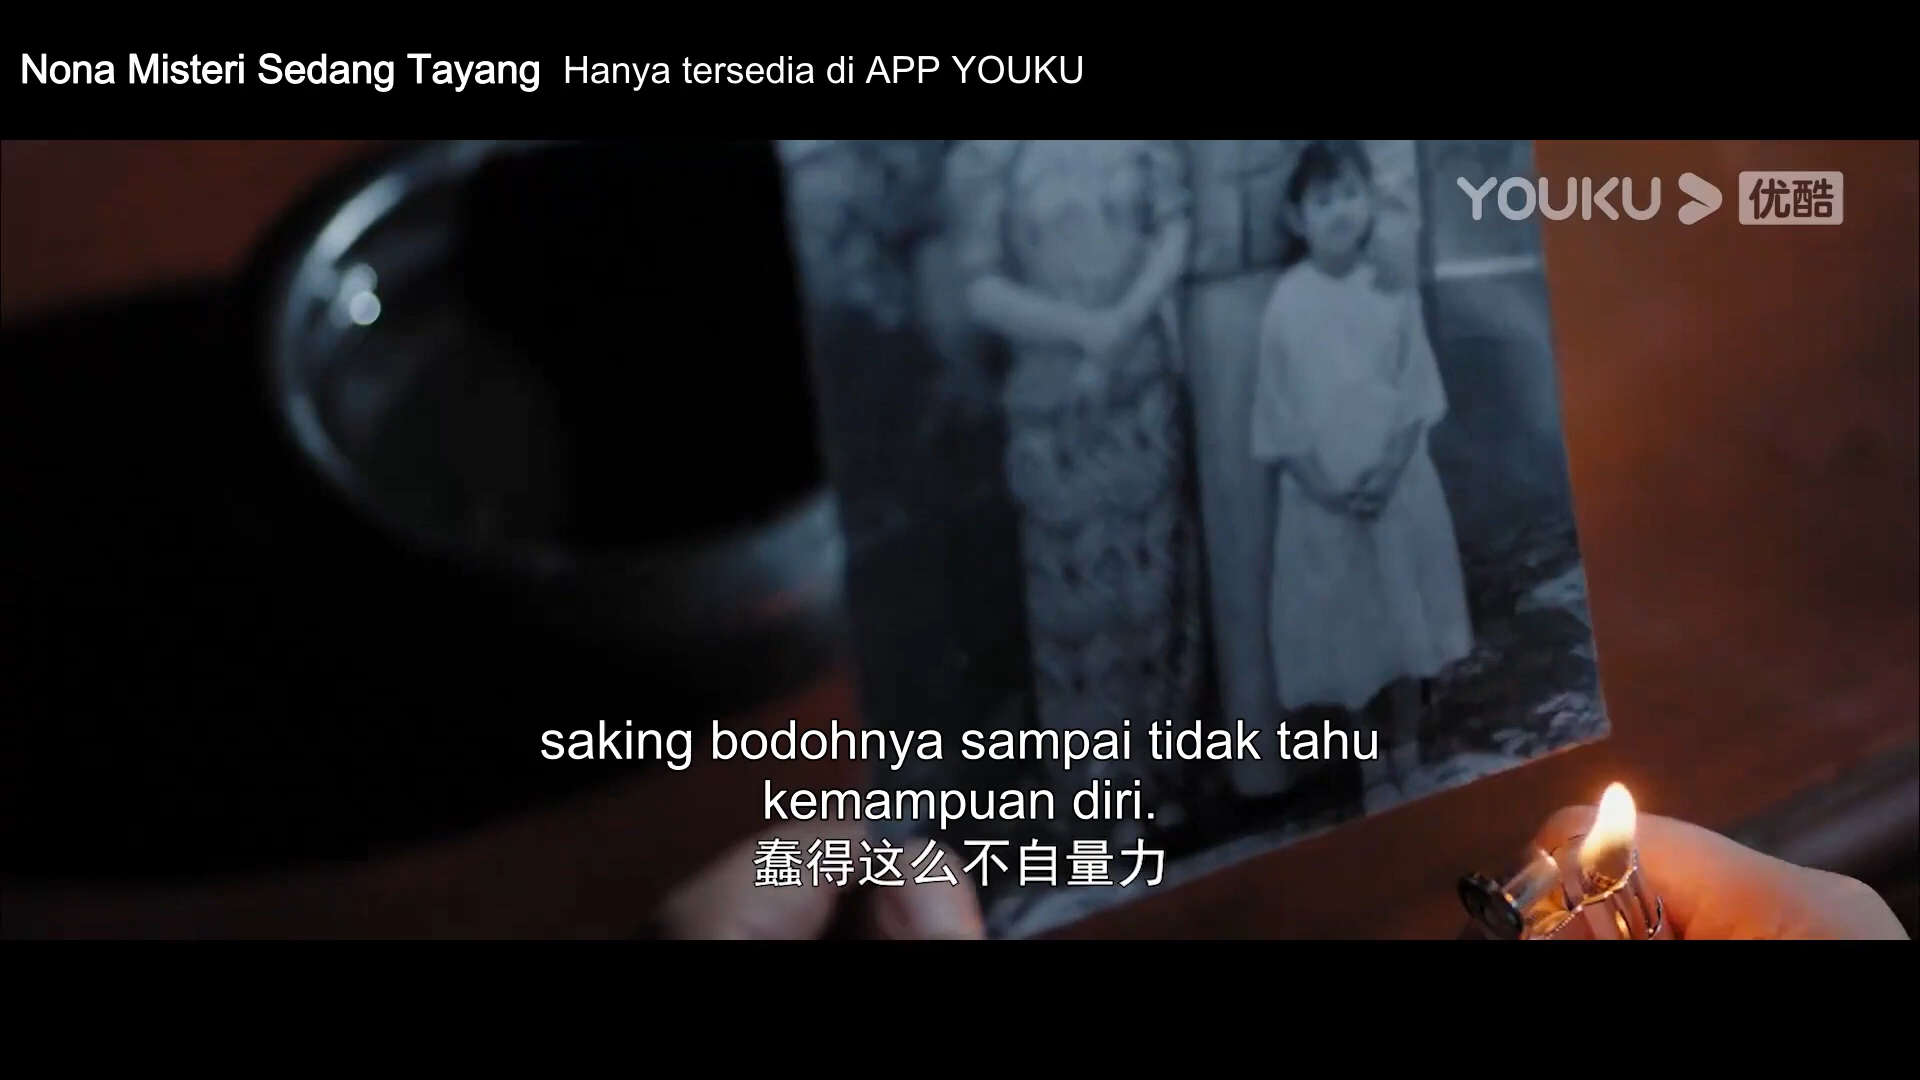 Nona Misteri Sedang Tayang Hanya tersedia di APP YOUKU
YOUKU 优酷
saking bodohnya sampai tidak tahu
kemampuan diri.
蠢得这么不自量力